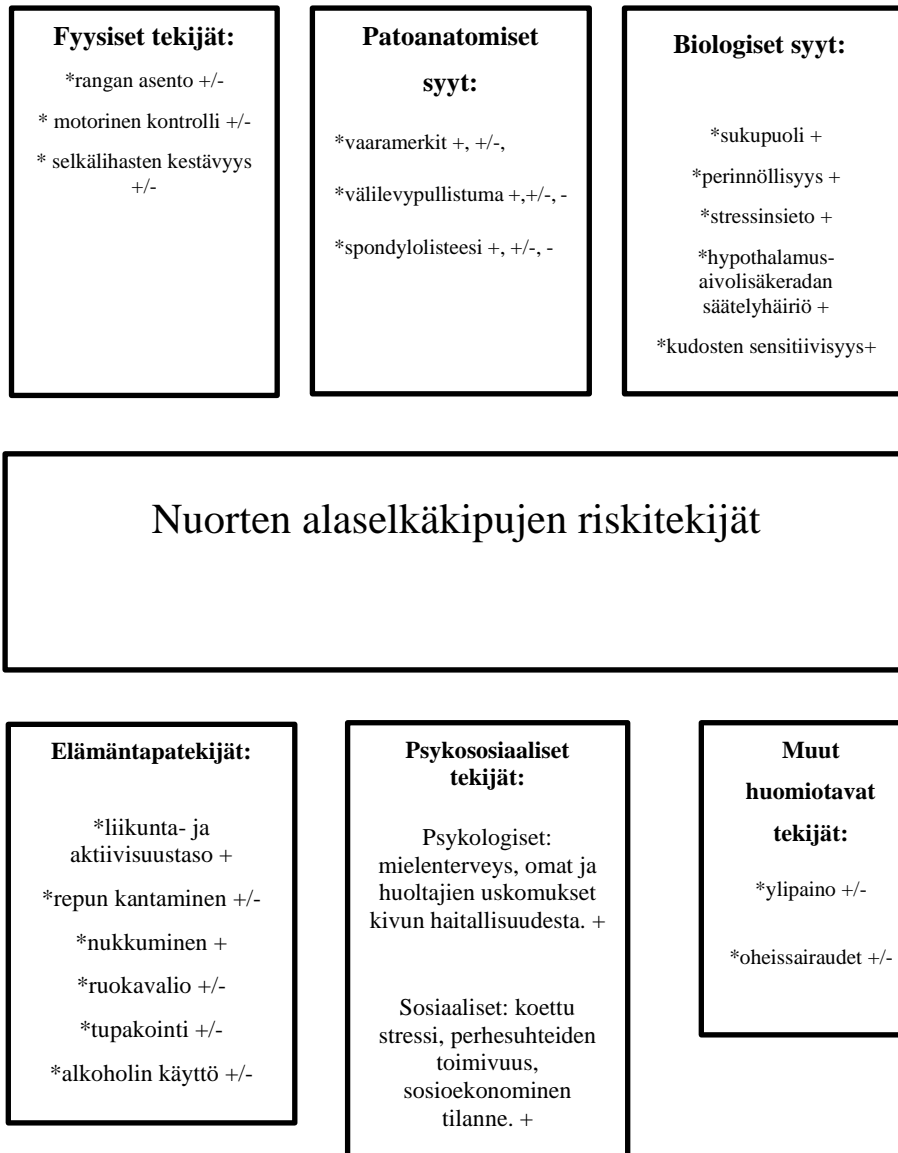 Fyysiset tekijät:
*rangan asento +/-
* motorinen kontrolli +/-
* selkälihasten kestävyys
+/-
Patoanatomiset
syyt:
*vaaramerkit +, +/-,
*välilevypullistuma +,+/-, -
*spondylolisteesi +, +/-, -
Biologiset syyt:
*sukupuoli +
*perinnöllisyys +
*stressinsieto +
*hypothalamus-
aivolisäkeradan
säätelyhäiriö +
*kudosten sensitiivisyys+
Nuorten alaselkäkipujen riskitekijät
Elämäntapatekijät:
*liikunta- ja
aktiivisuustaso +
*repun kantaminen +/-
*nukkuminen +
*ruokavalio +/-
*tupakointi +/-
*alkoholin käyttö +/-
Psykososiaaliset
tekijät:
Psykologiset:
mielenterveys, omat ja
huoltajien uskomukset
kivun haitallisuudesta. +
Sosiaaliset: koettu
stressi, perhesuhteiden
toimivuus,
sosioekonominen
tilanne. +
Muut
huomiotavat
tekijät:
*ylipaino +/-
*oheissairaudet +/-